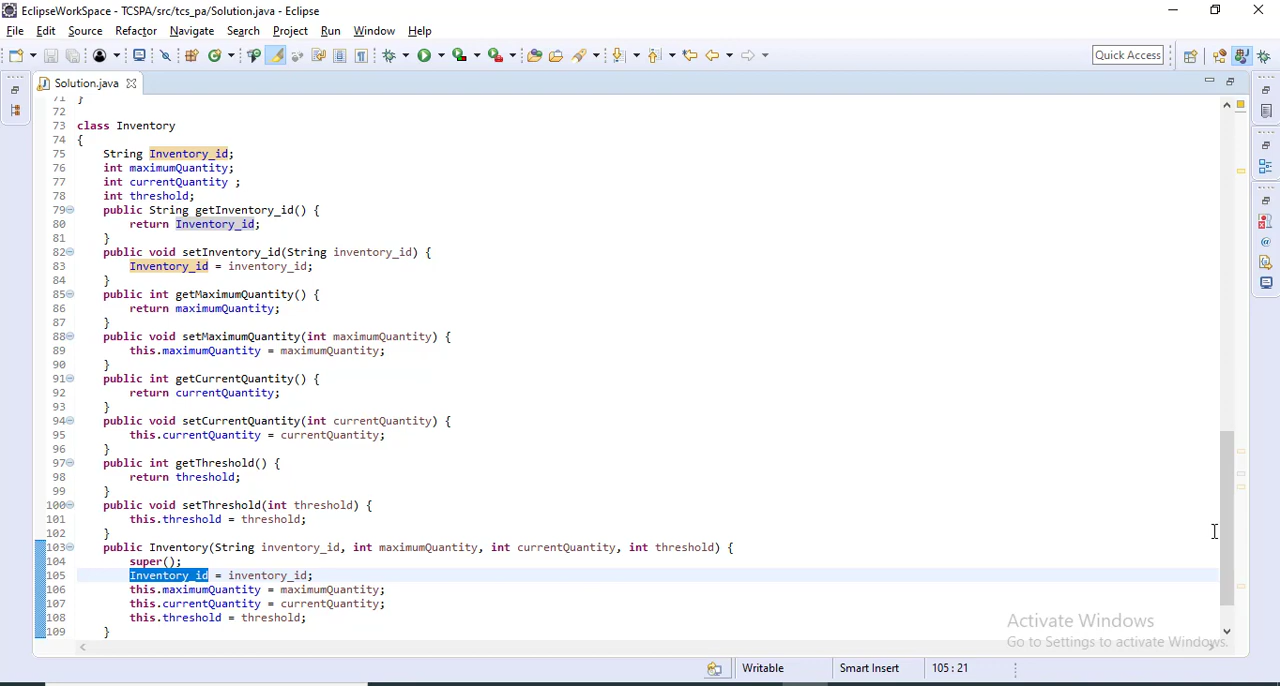 EclipseWorkSpace - TCSPA/src/tcs_pa/Solution.java - Eclipse
File Edit Source Refactor Navigate Search Project Run Window Help
Quick Access
Solution.java
71 }
72
73 class Inventory
74 {
75 String Inventory_id;
76 int maximumQuantity;
77 int currentQuantity ;
78 int threshold;
79 public String getInventory_id() {
80 return Inventory_id;
81 }
82 public void setInventory_id(String inventory_id) {
83 Inventory_id = inventory_id;
84 }
85 public int getMaximumQuantity() {
86 return maximumQuantity;
87 }
88 public void setMaximumQuantity(int maximumQuantity) {
89 this.maximumQuantity = maximumQuantity;
90 }
91 public int getCurrentQuantity() {
92 return currentQuantity;
93 }
94 public void setCurrentQuantity(int currentQuantity) {
95 this.currentQuantity = currentQuantity;
96 }
97 public int getThreshold() {
98 return threshold;
99 }
100 public void setThreshold(int threshold) {
101 this.threshold = threshold;
102 }
103 public Inventory(String inventory_id, int maximumQuantity, int currentQuantity, int threshold) {
104 super();
105 Inventory_id = inventory_id;
106 this.maximumQuantity = maximumQuantity;
107 this.currentQuantity = currentQuantity;
108 this.threshold = threshold;
109 }
Activate Windows
Go to Settings to activate Windows.
Writable Smart Insert 105 : 21